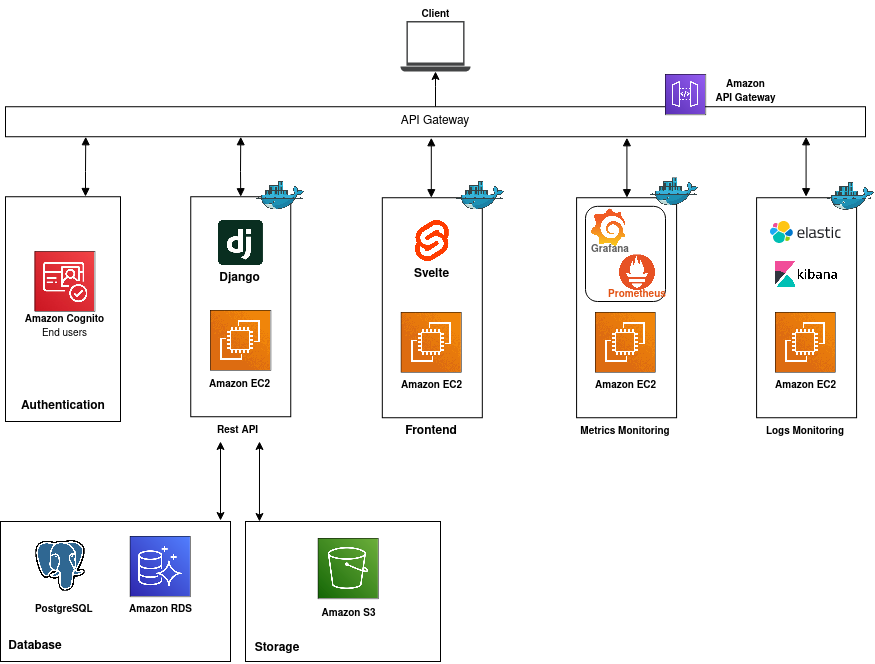 Client
Amazon
API Gateway
API Gateway
Amazon Cognito
End users
Authentication
dj
Django
Amazon EC2
Rest API
Svelte
Amazon EC2
Frontend
Grafana
Prometheus
Amazon EC2
Metrics Monitoring
elastic
kibana
Amazon EC2
Logs Monitoring
PostgreSQL
Amazon RDS
Database
Amazon S3
Storage